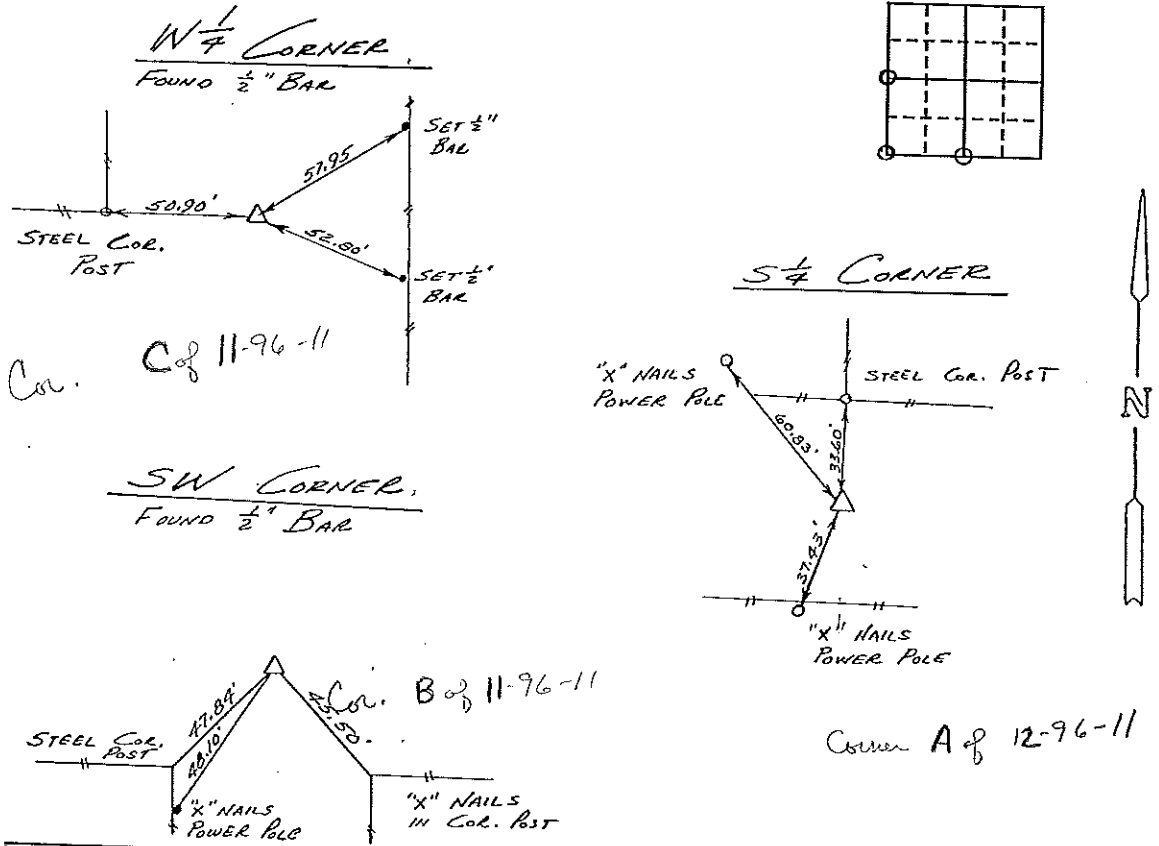 W 1/4 CORNER
FOUND 1/2" BAR
SET 1/2"
BAR
57.95
50.90'
52.80'
STEEL COR.
POST
SET 1/2"
BAR
Cor. C of 11-96-11
S 1/4 CORNER
"X" NAILS
POWER POLE
STEEL COR. POST
60.83'
33.60'
37.43'
"X" NAILS
POWER POLE
N
SW CORNER.
FOUND 1/2" BAR
Cor. B of 11-96-11
47.84'
48.10'
STEEL COR.
POST
"X" NAILS
POWER POLE
"X" NAILS
IN COR. POST
Corner A of 12-96-11